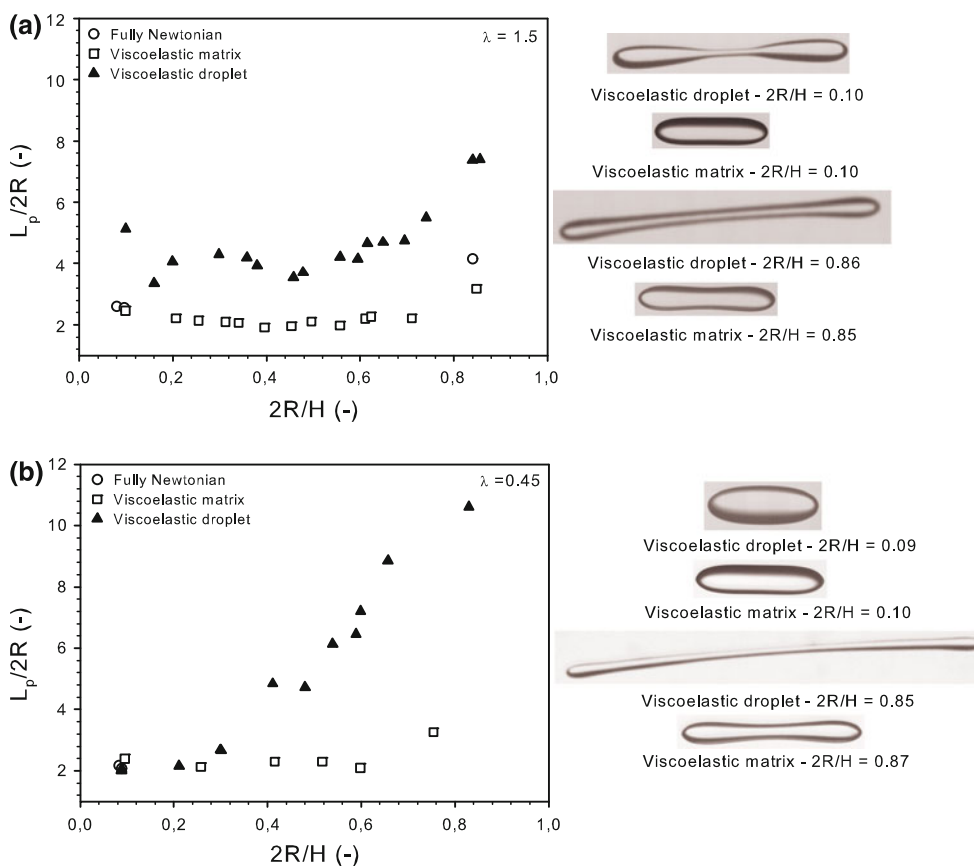 (a)
12
10
8
6
4
2
L_p/2R (-)
Fully Newtonian
Viscoelastic matrix
Viscoelastic droplet
λ = 1.5
0,0 0,2 0,4 0,6 0,8 1,0
2R/H (-)
Viscoelastic droplet - 2R/H = 0.10
Viscoelastic matrix - 2R/H = 0.10
Viscoelastic droplet - 2R/H = 0.86
Viscoelastic matrix - 2R/H = 0.85
(b)
12
10
8
6
4
2
L_p/2R (-)
Fully Newtonian
Viscoelastic matrix
Viscoelastic droplet
λ =0.45
0,0 0,2 0,4 0,6 0,8 1,0
2R/H (-)
Viscoelastic droplet - 2R/H = 0.09
Viscoelastic matrix - 2R/H = 0.10
Viscoelastic droplet - 2R/H = 0.85
Viscoelastic matrix - 2R/H = 0.87